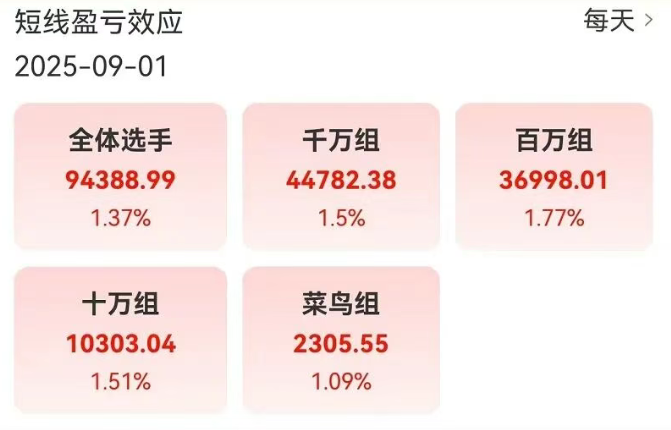 短线盈亏效应
每天 >
2025-09-01
全体选手
94388.99
1.37%
千万组
44782.38
1.5%
百万组
36998.01
1.77%
十万组
10303.04
1.51%
菜鸟组
2305.55
1.09%